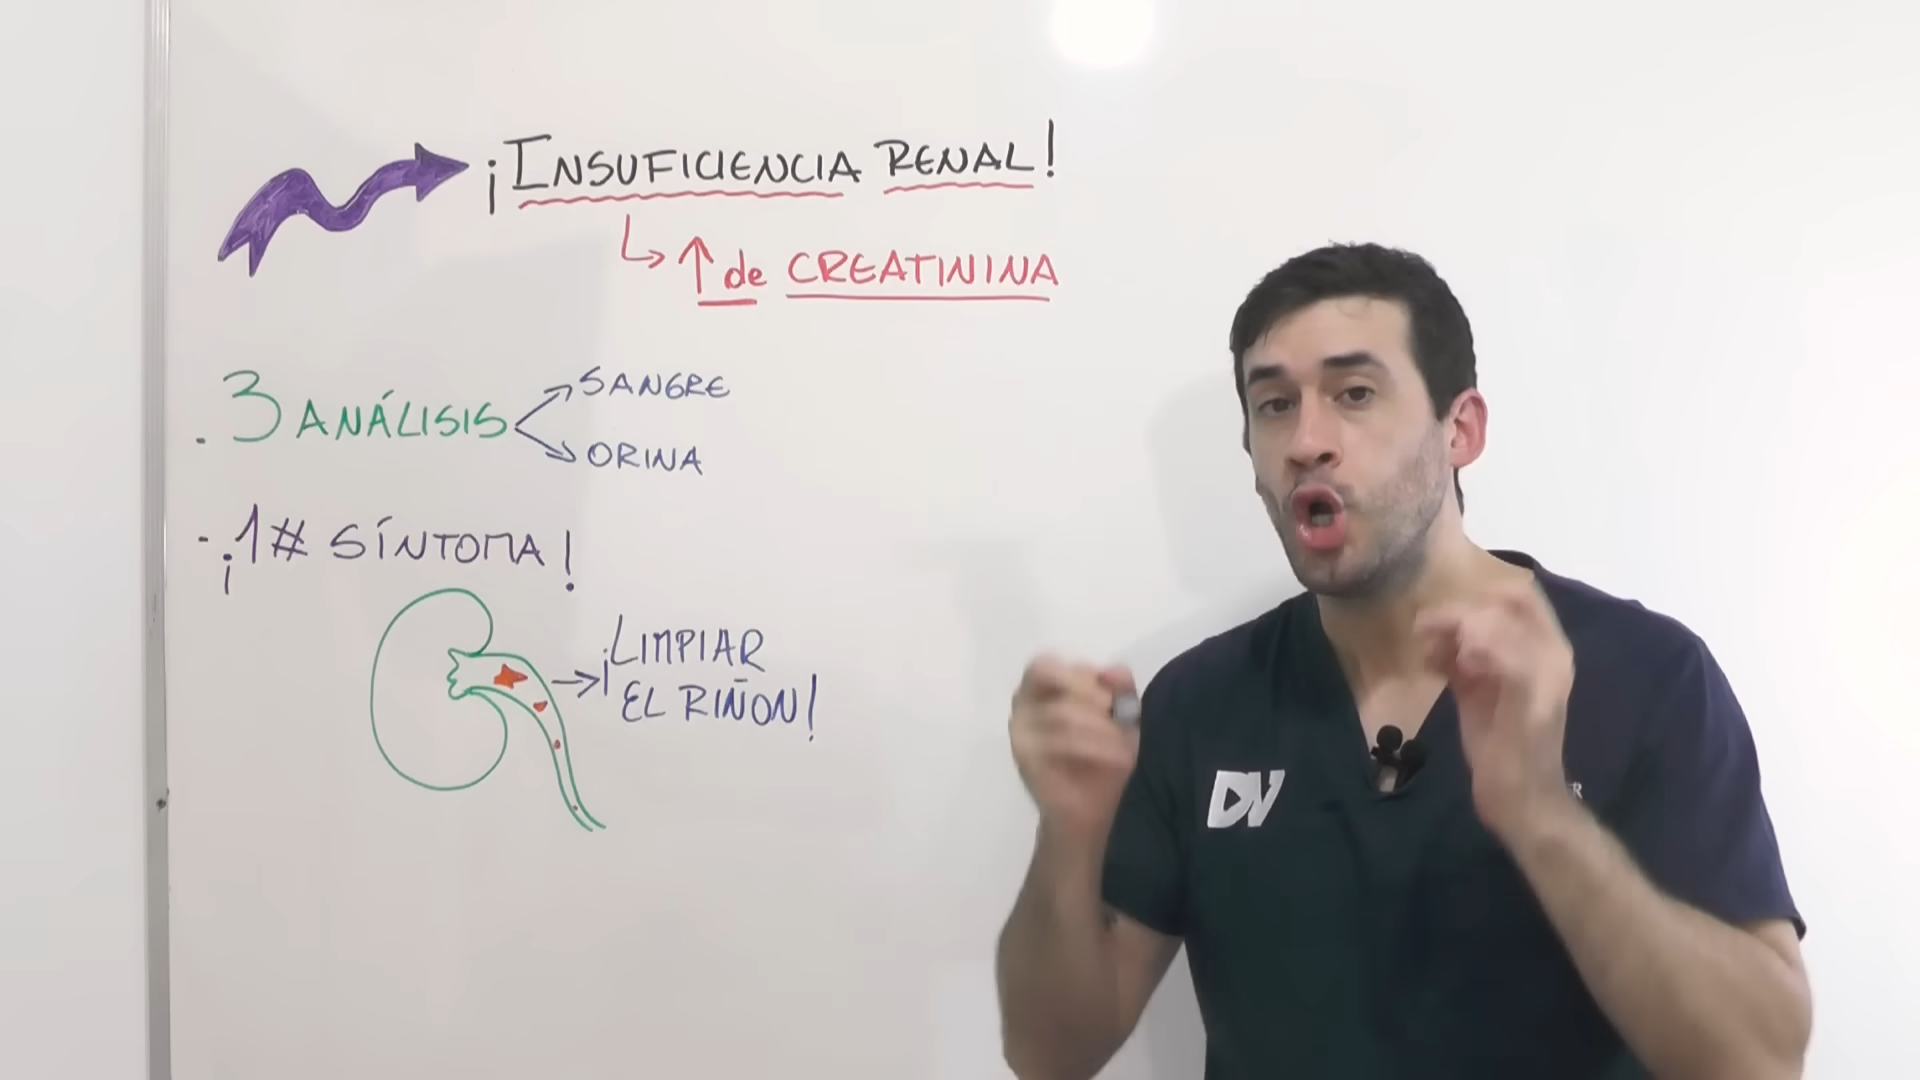 ¡INSUFICIENCIA RENAL!
↑ de CREATININA
. 3 ANÁLISIS
SANGRE
ORINA
- ¡1# SÍNTOMA!
¡LIMPIAR
EL RIÑON!
DV